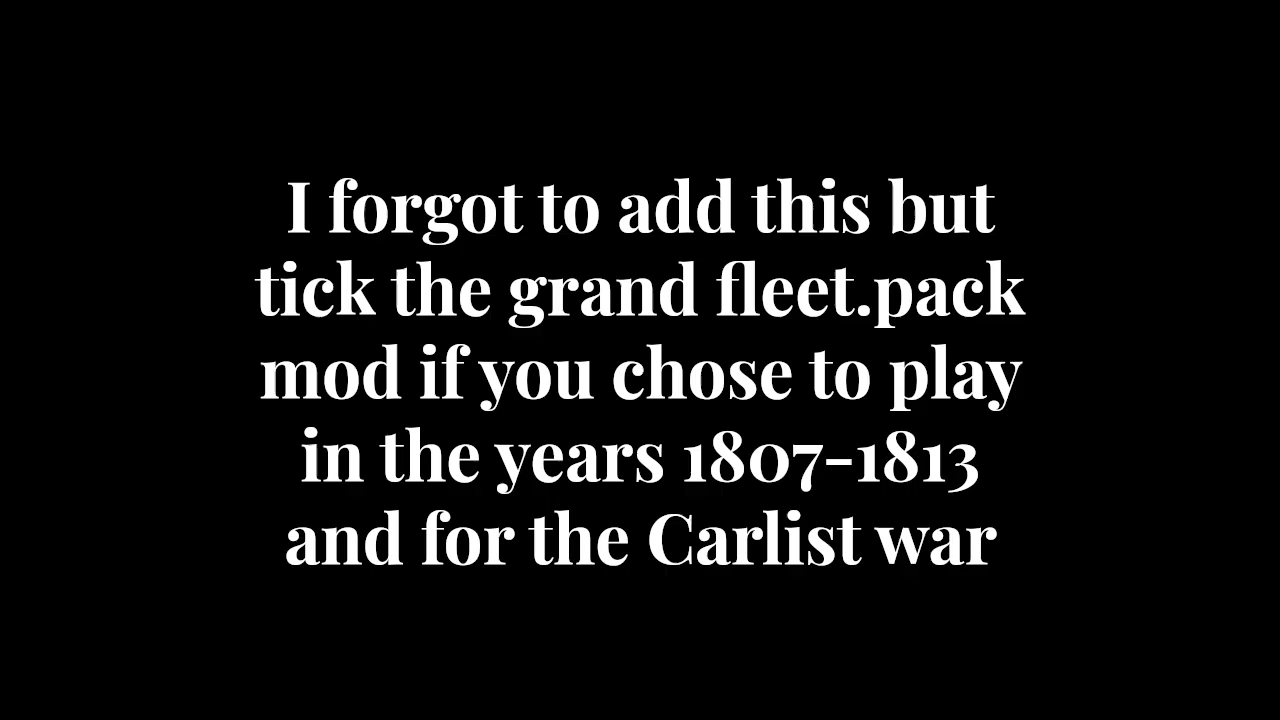 I forgot to add this but
tick the grand fleet.pack
mod if you chose to play
in the years 1807-1813
and for the Carlist war